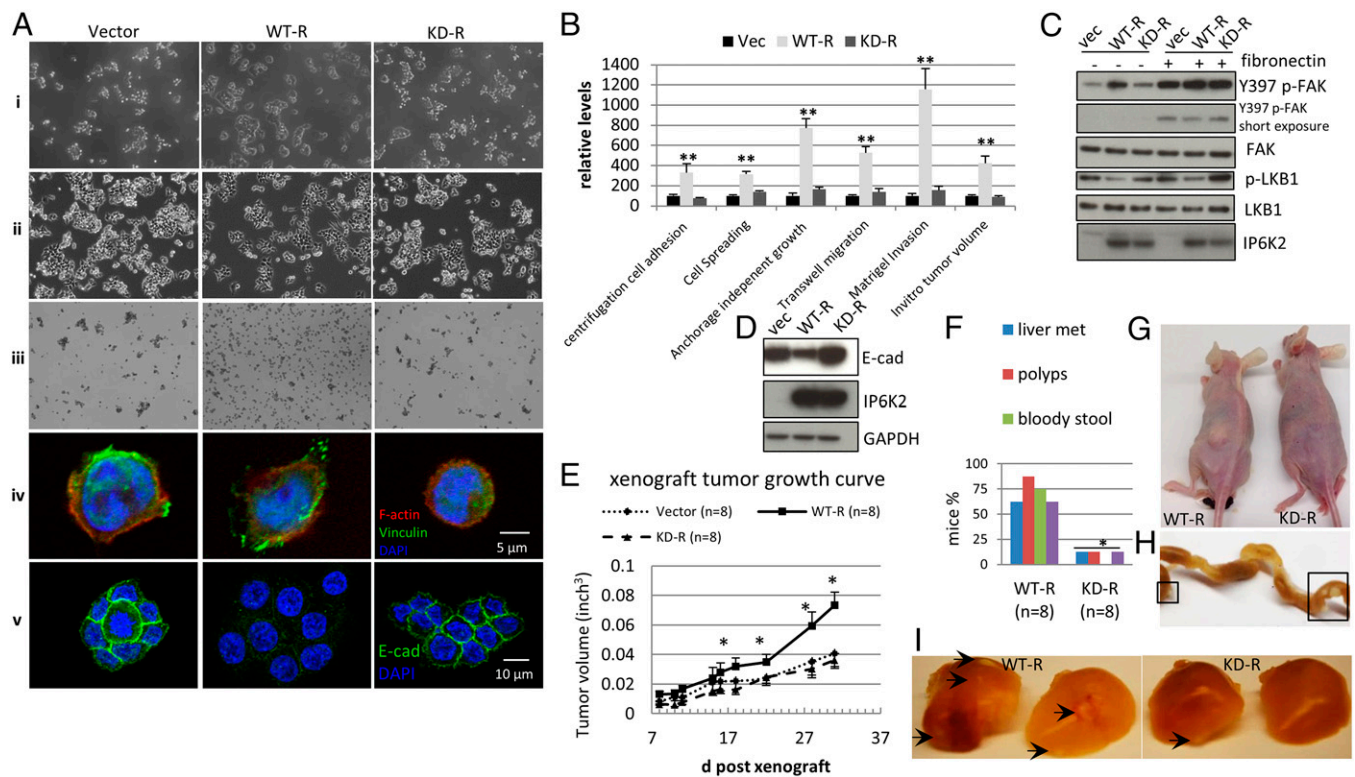 A
Vector WT-R KD-R
i
ii
iii
iv
F-actin
Vinculin
DAPI
5 μm
v
E-cad
DAPI
10 μm
B
Vec WT-R KD-R
relative levels
1400
1200
1000
800
600
400
200
0
** ** ** ** ** **
centrifugation cell adhesion
Cell Spreading
Anchorage independent growth
Transwell migration
Matrigel Invasion
Invitro tumor volume
C
vec WT-R KD-R vec WT-R KD-R
- - - + + + fibronectin
Y397 p-FAK
Y397 p-FAK
short exposure
FAK
p-LKB1
LKB1
IP6K2
D
vec WT-R KD-R
E-cad
IP6K2
GAPDH
E
xenograft tumor growth curve
Vector (n=8) WT-R (n=8)
KD-R (n=8)
Tumor volume (inch³)
0.1
0.08
0.06
0.04
0.02
0
* * * *
7 17 27 37
d post xenograft
F
liver met
polyps
bloody stool
mice %
100
75
50
25
0
*
WT-R KD-R
(n=8) (n=8)
G
WT-R KD-R
H
I
WT-R KD-R